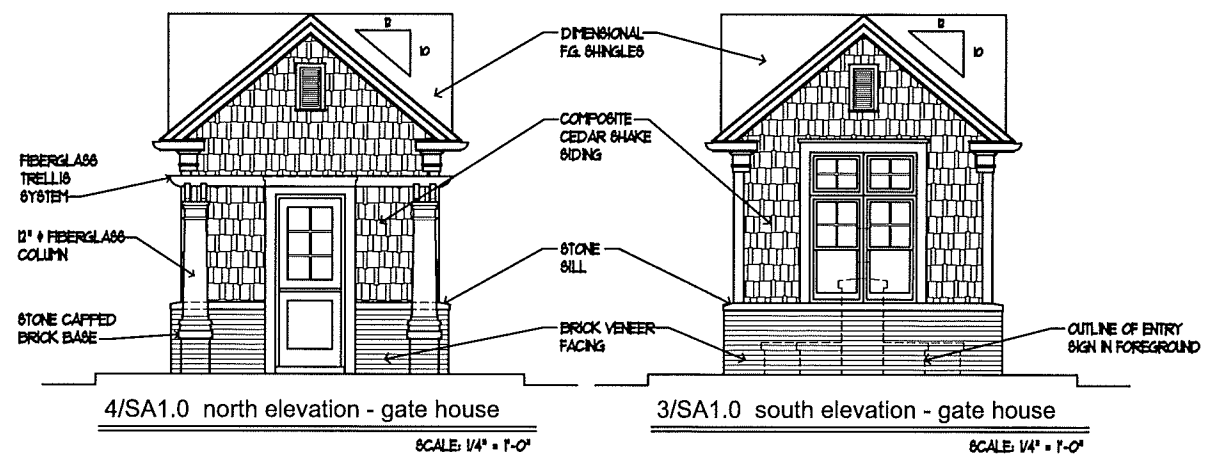 12
10
DIMENSIONAL
F.G. SHINGLES
12
10
COMPOSITE
CEDAR SHAKE
SIDING
FIBERGLASS
TRELLIS
SYSTEM
12" ϕ FIBERGLASS
COLUMN
STONE
SILL
STONE CAPPED
BRICK BASE
BRICK VENEER
FACING
OUTLINE OF ENTRY
SIGN IN FOREGROUND
4/SA1.0 north elevation - gate house
SCALE: 1/4" = 1'-0"
3/SA1.0 south elevation - gate house
SCALE: 1/4" = 1'-0"